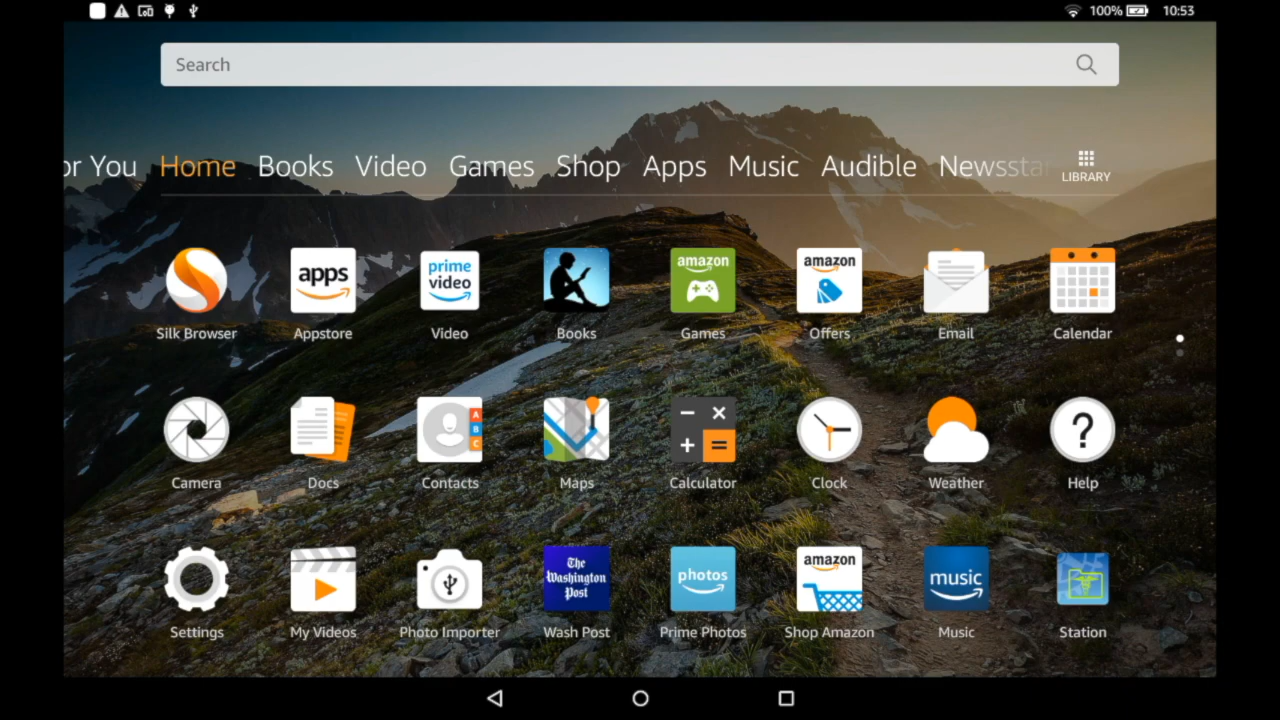 100% 10:53
Search
or You Home Books Video Games Shop Apps Music Audible Newssta
LIBRARY
apps
prime video
amazon
amazon
Silk Browser Appstore Video Books Games Offers Email Calendar
A
B
C
− ×
+ =
?
Camera Docs Contacts Maps Calculator Clock Weather Help
The Washington Post
photos
amazon
music
Settings My Videos Photo Importer Wash Post Prime Photos Shop Amazon Music Station